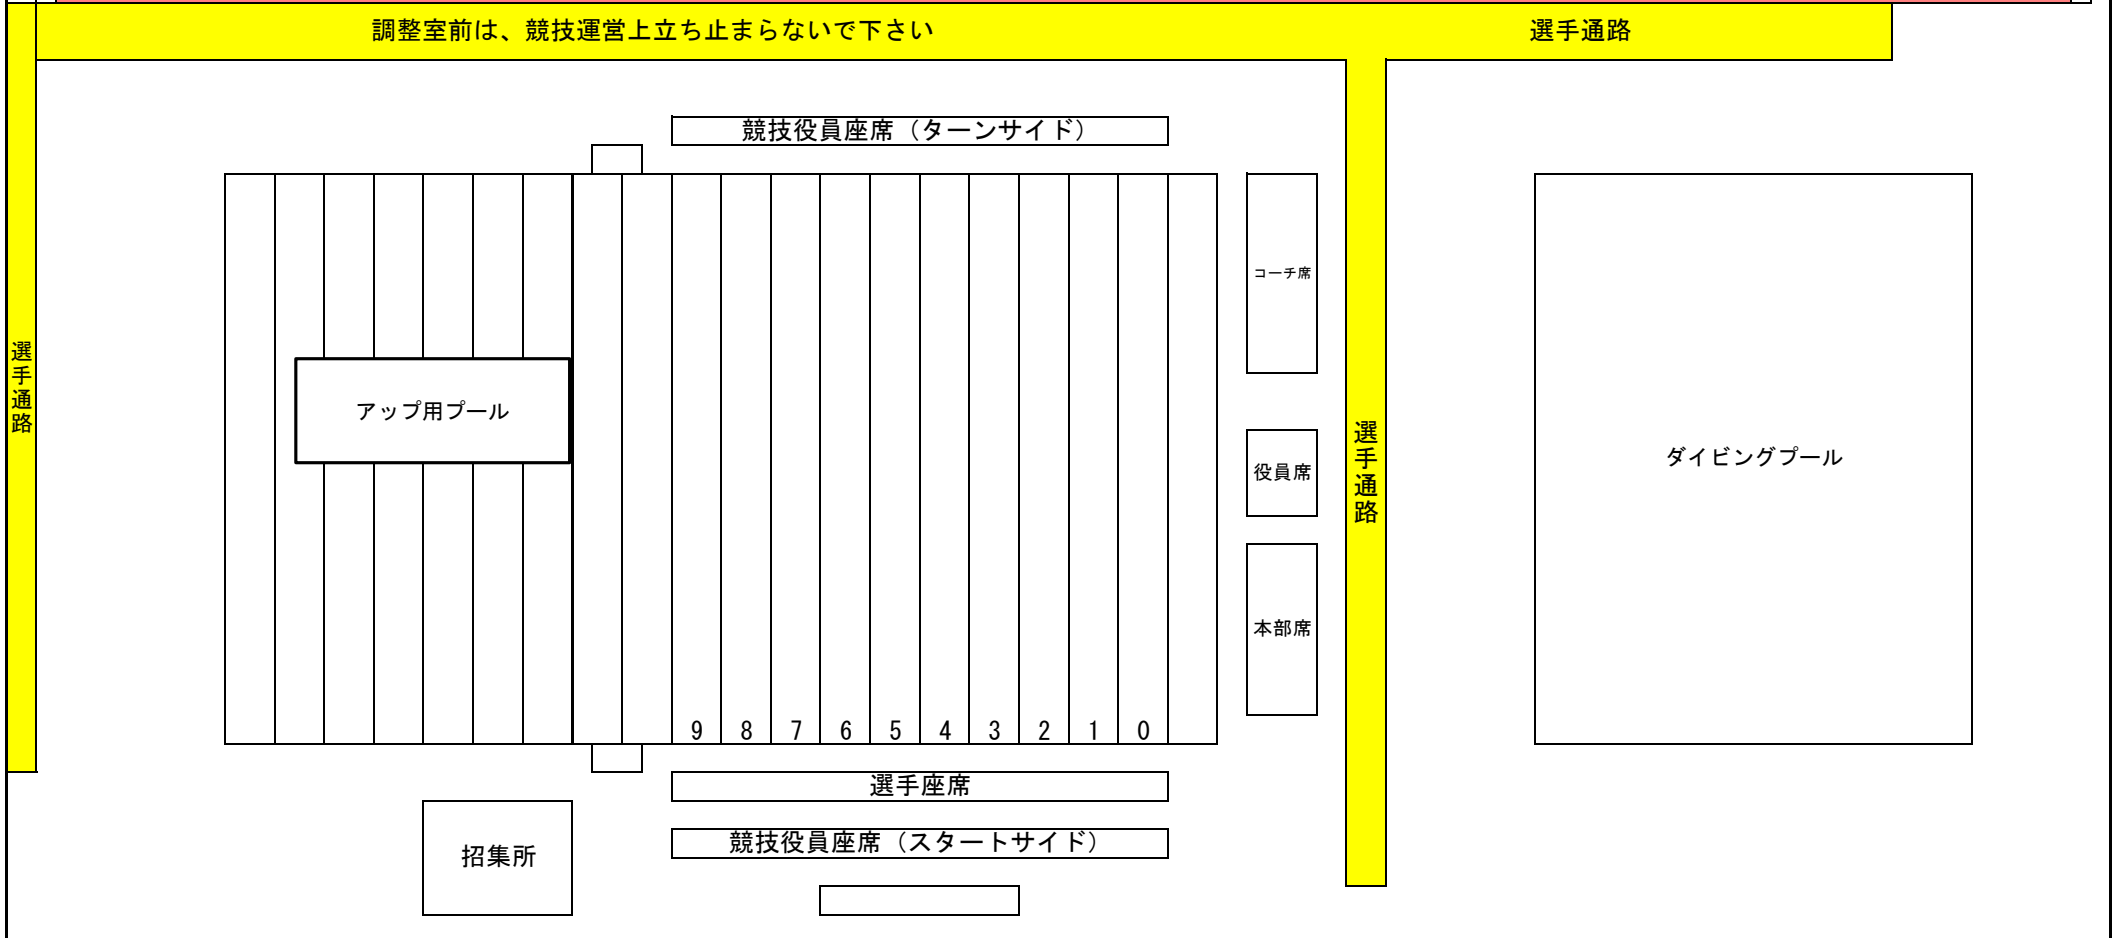 調整室前は、競技運営上立ち止まらないで下さい
選手通路
競技役員座席（ターンサイド）
コーチ席
選手通路
アップ用プール
役員席
選手通路
ダイビングプール
本部席
9 8 7 6 5 4 3 2 1 0
選手座席
競技役員座席（スタートサイド）
招集所